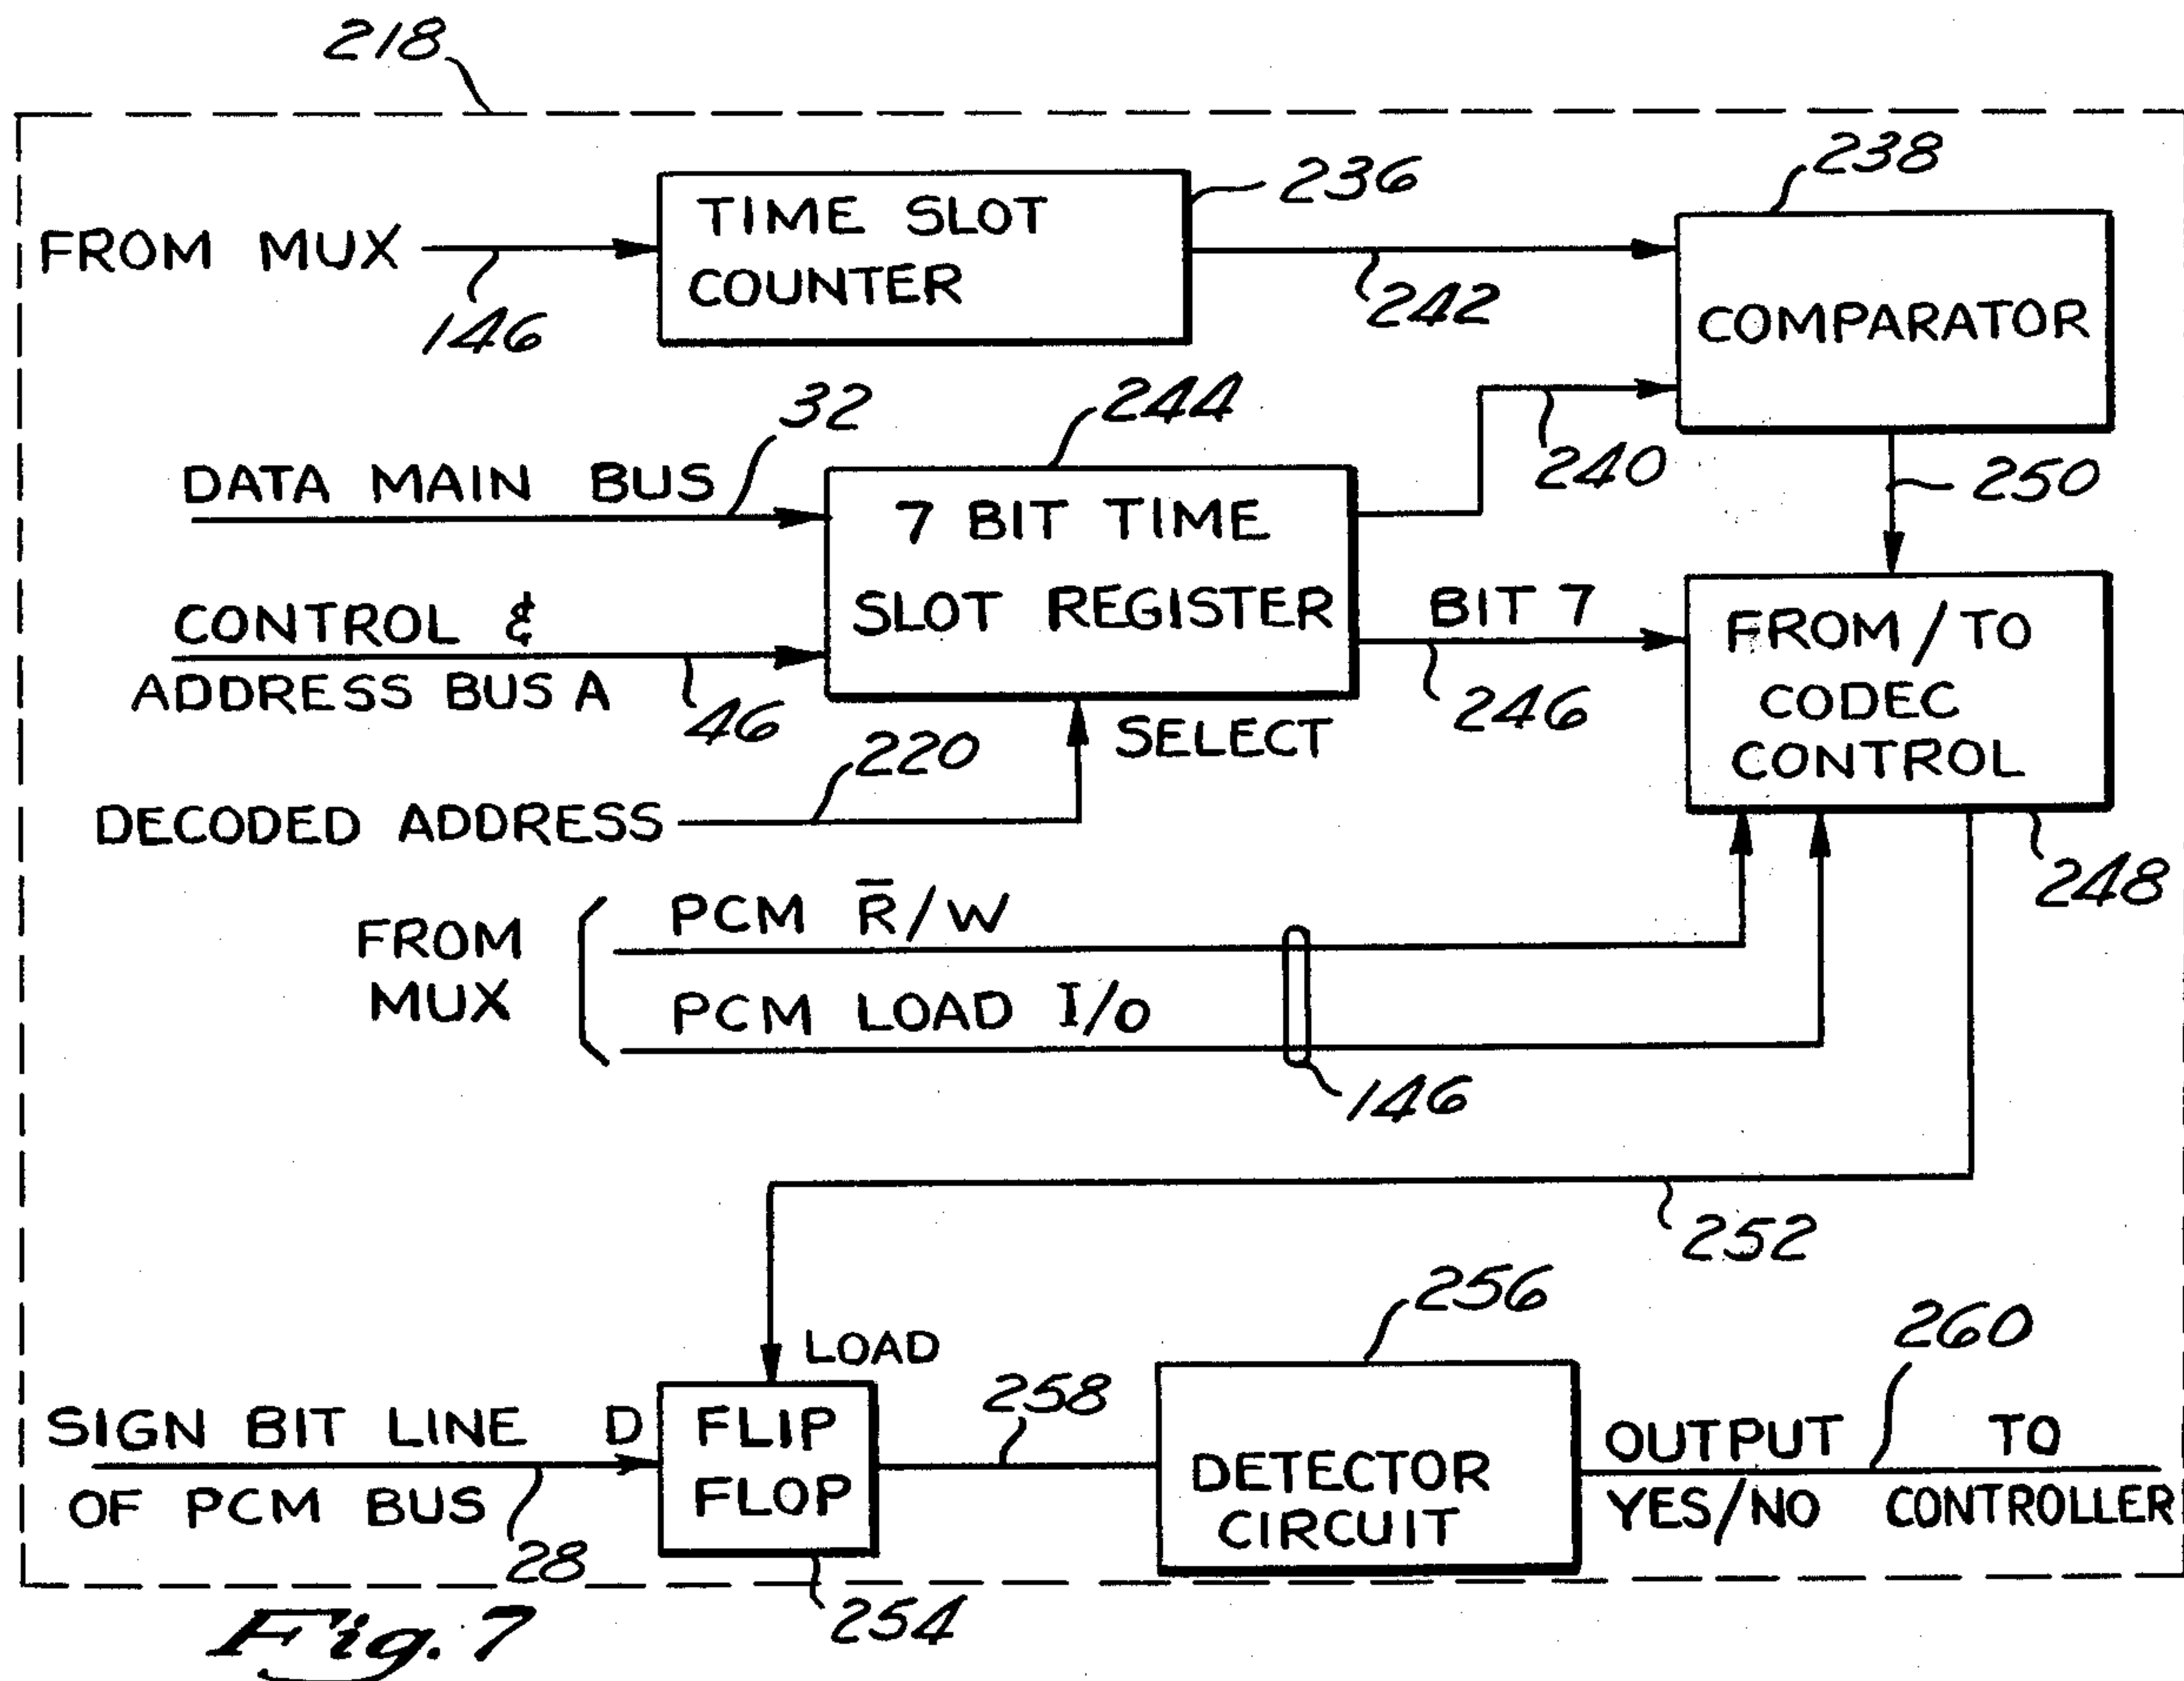 218
238
236
TIME SLOT
COUNTER
FROM MUX
146
242
COMPARATOR
32
244
240
250
DATA MAIN BUS
7 BIT TIME
SLOT REGISTER
CONTROL &
ADDRESS BUS A
46
BIT 7
246
FROM/TO
CODEC
CONTROL
SELECT
220
DECODED ADDRESS
248
FROM
MUX
PCM R̅/W
PCM LOAD I/O
146
252
256
260
LOAD
258
SIGN BIT LINE D
OF PCM BUS
28
FLIP
FLOP
254
DETECTOR
CIRCUIT
OUTPUT TO
YES/NO CONTROLLER
Fig. 7